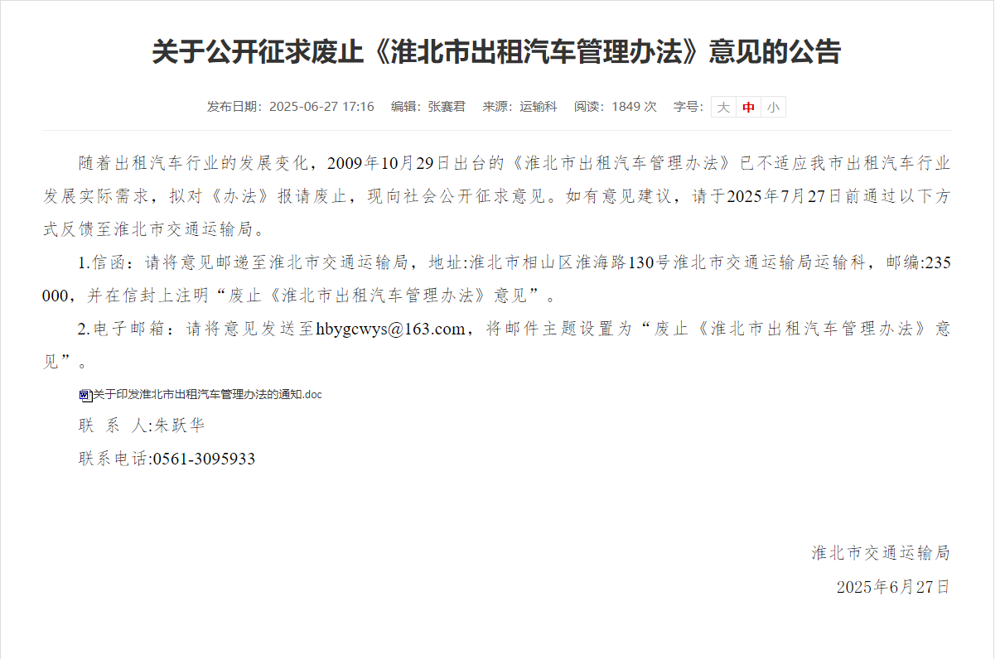 关于公开征求废止《淮北市出租汽车管理办法》意见的公告
发布日期：2025-06-27 17:16 编辑：张赛君 来源：运输科 阅读：1849 次 字号： 大 中 小
随着出租汽车行业的发展变化，2009年10月29日出台的《淮北市出租汽车管理办法》已不适应我市出租汽车行业
发展实际需求，拟对《办法》报请废止，现向社会公开征求意见。如有意见建议，请于2025年7月27日前通过以下方
式反馈至淮北市交通运输局。
1.信函：请将意见邮递至淮北市交通运输局，地址:淮北市相山区淮海路130号淮北市交通运输局运输科，邮编:235
000，并在信封上注明“废止《淮北市出租汽车管理办法》意见”。
2.电子邮箱：请将意见发送至hbygcwys@163.com，将邮件主题设置为“废止《淮北市出租汽车管理办法》意
见”。
关于印发淮北市出租汽车管理办法的通知.doc
联 系 人:朱跃华
联系电话:0561-3095933
淮北市交通运输局
2025年6月27日